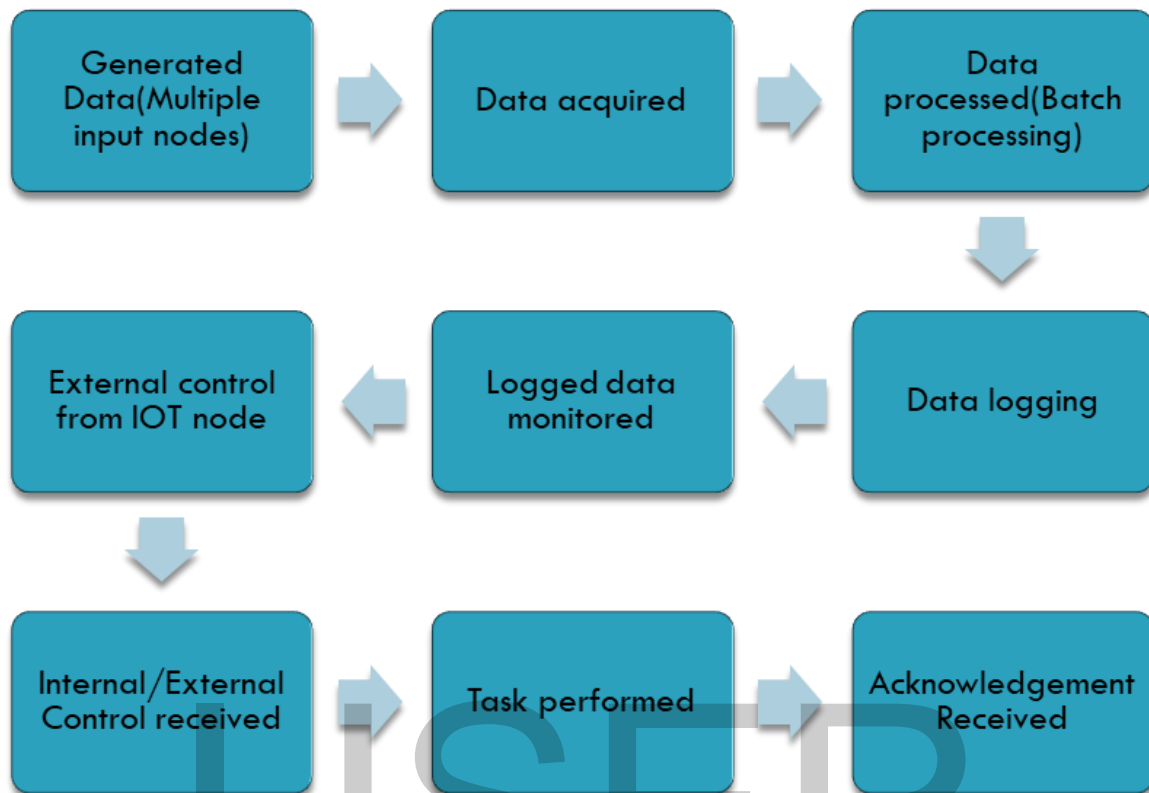 Generated
Data(Multiple
input nodes)
Data acquired
Data
processed(Batch
processing)
Data logging
Logged data
monitored
External control
from IOT node
Internal/External
Control received
Task performed
Acknowledgement
Received